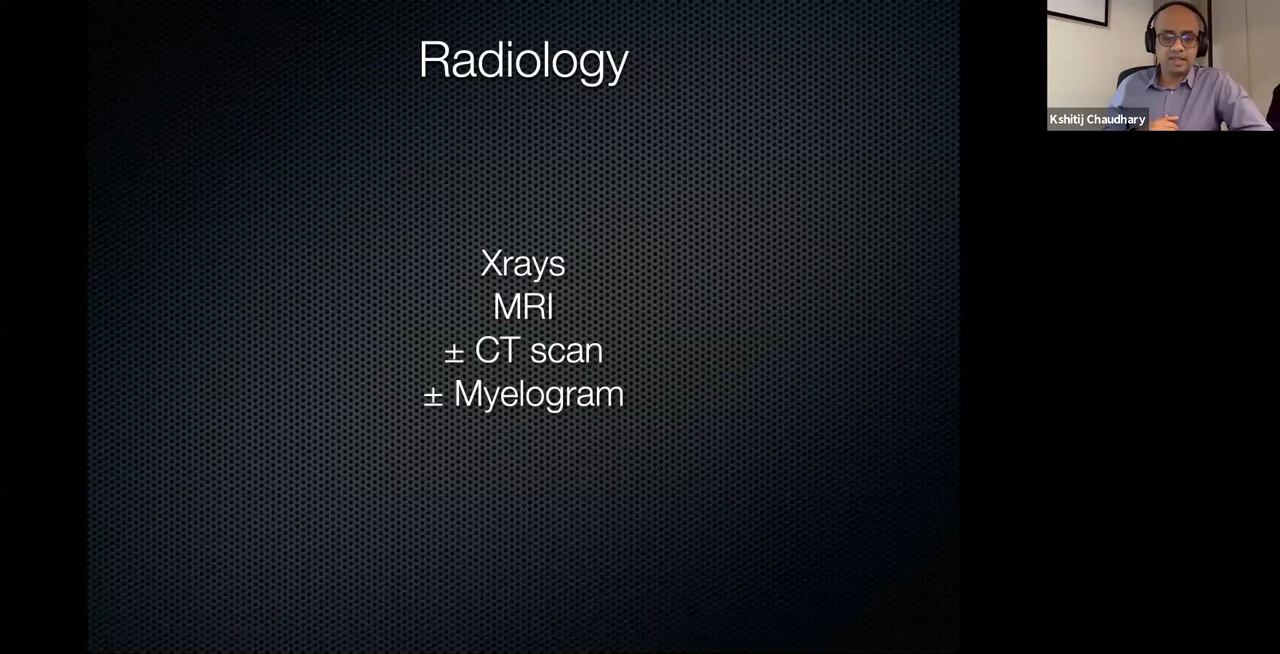 Radiology
Xrays
MRI
± CT scan
± Myelogram
Kshitij Chaudhary